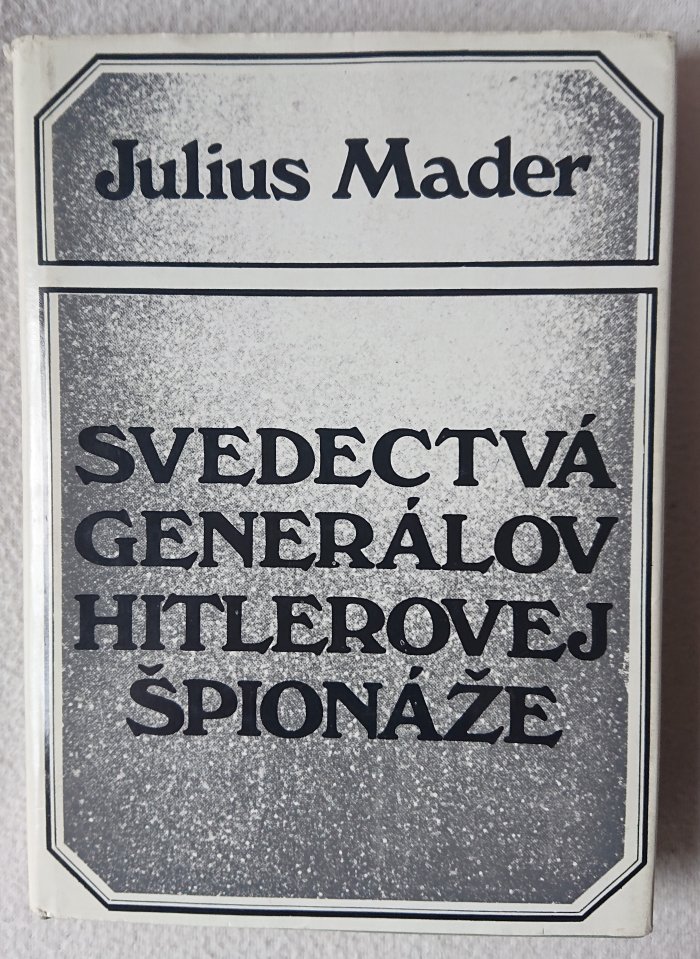 Julius Mader
SVEDECTVÁ
GENERÁLOV
HITLEROVEJ
ŠPIONÁŽE